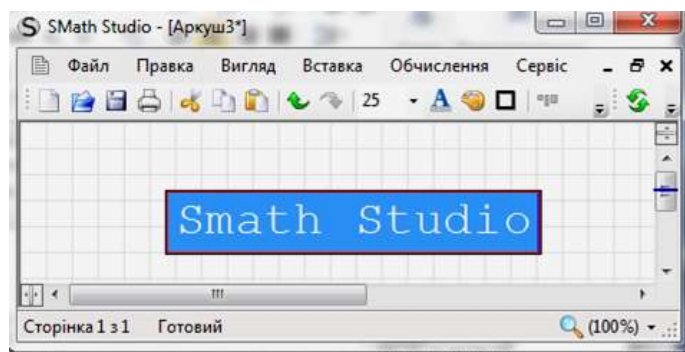 SMath Studio - [Аркуш3*]
Файл Правка Вигляд Вставка Обчислення Сервіс
25
Smath Studio
Сторінка 1 з 1 Готовий (100%)